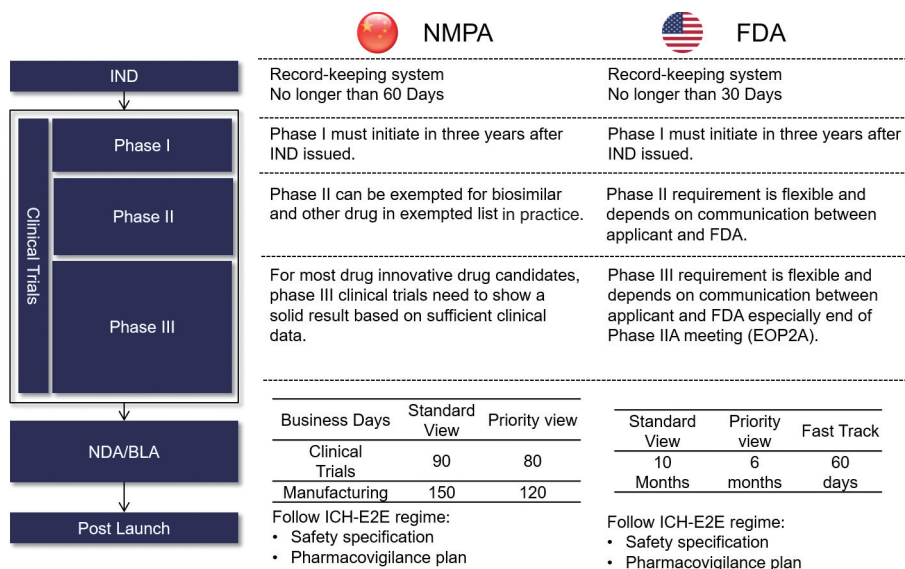 NMPA
FDA
IND
Record-keeping system
No longer than 60 Days
Record-keeping system
No longer than 30 Days
Clinical Trials
Phase I
Phase I must initiate in three years after
IND issued.
Phase I must initiate in three years after
IND issued.
Phase II
Phase II can be exempted for biosimilar
and other drug in exempted list in practice.
Phase II requirement is flexible and
depends on communication between
applicant and FDA.
Phase III
For most drug innovative drug candidates,
phase III clinical trials need to show a
solid result based on sufficient clinical
data.
Phase III requirement is flexible and
depends on communication between
applicant and FDA especially end of
Phase IIA meeting (EOP2A).
NDA/BLA
Business Days
Standard
View
Priority view
Clinical
Trials
90
80
Manufacturing
150
120
Standard
View
Priority
view
Fast Track
10
Months
6
months
60
days
Post Launch
Follow ICH-E2E regime:
• Safety specification
• Pharmacovigilance plan
Follow ICH-E2E regime:
• Safety specification
• Pharmacovigilance plan